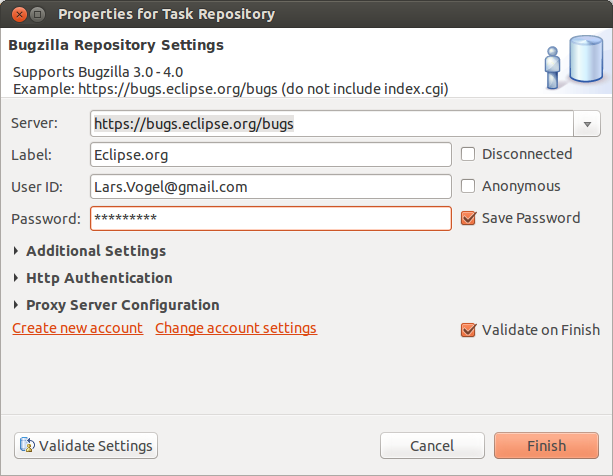 Properties for Task Repository
Bugzilla Repository Settings
Supports Bugzilla 3.0 - 4.0
Example: https://bugs.eclipse.org/bugs (do not include index.cgi)
Server: https://bugs.eclipse.org/bugs
Label: Eclipse.org Disconnected
User ID: Lars.Vogel@gmail.com Anonymous
Password: ********* Save Password
Additional Settings
Http Authentication
Proxy Server Configuration
Create new account Change account settings Validate on Finish
Validate Settings Cancel Finish